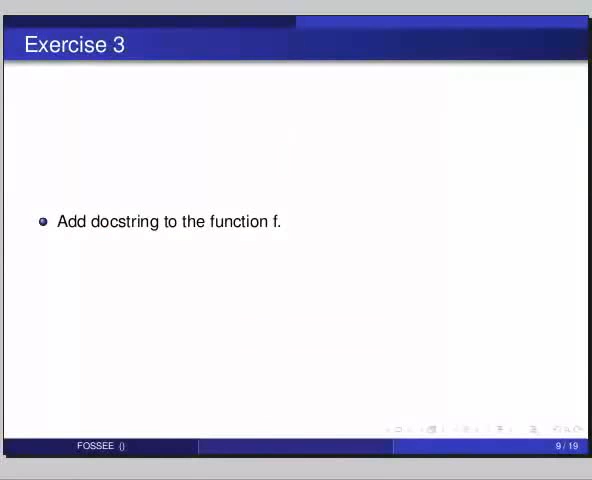 Exercise 3
Add docstring to the function f.
FOSSEE ()
9 / 19